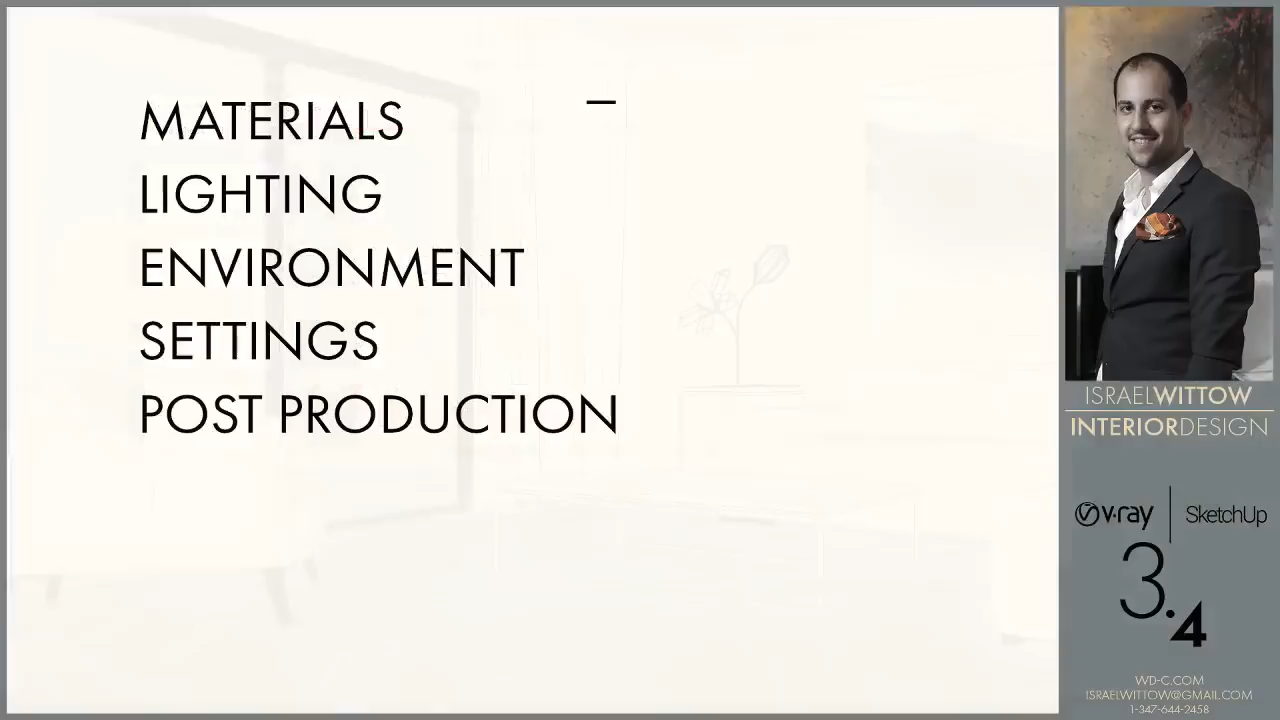 MATERIALS
LIGHTING
ENVIRONMENT
SETTINGS
POST PRODUCTION
ISRAELWITTOW
INTERIORDESIGN
v·ray | SketchUp
3.4
WD-C.COM
ISRAELWITTOW@GMAIL.COM
1-347-644-2458